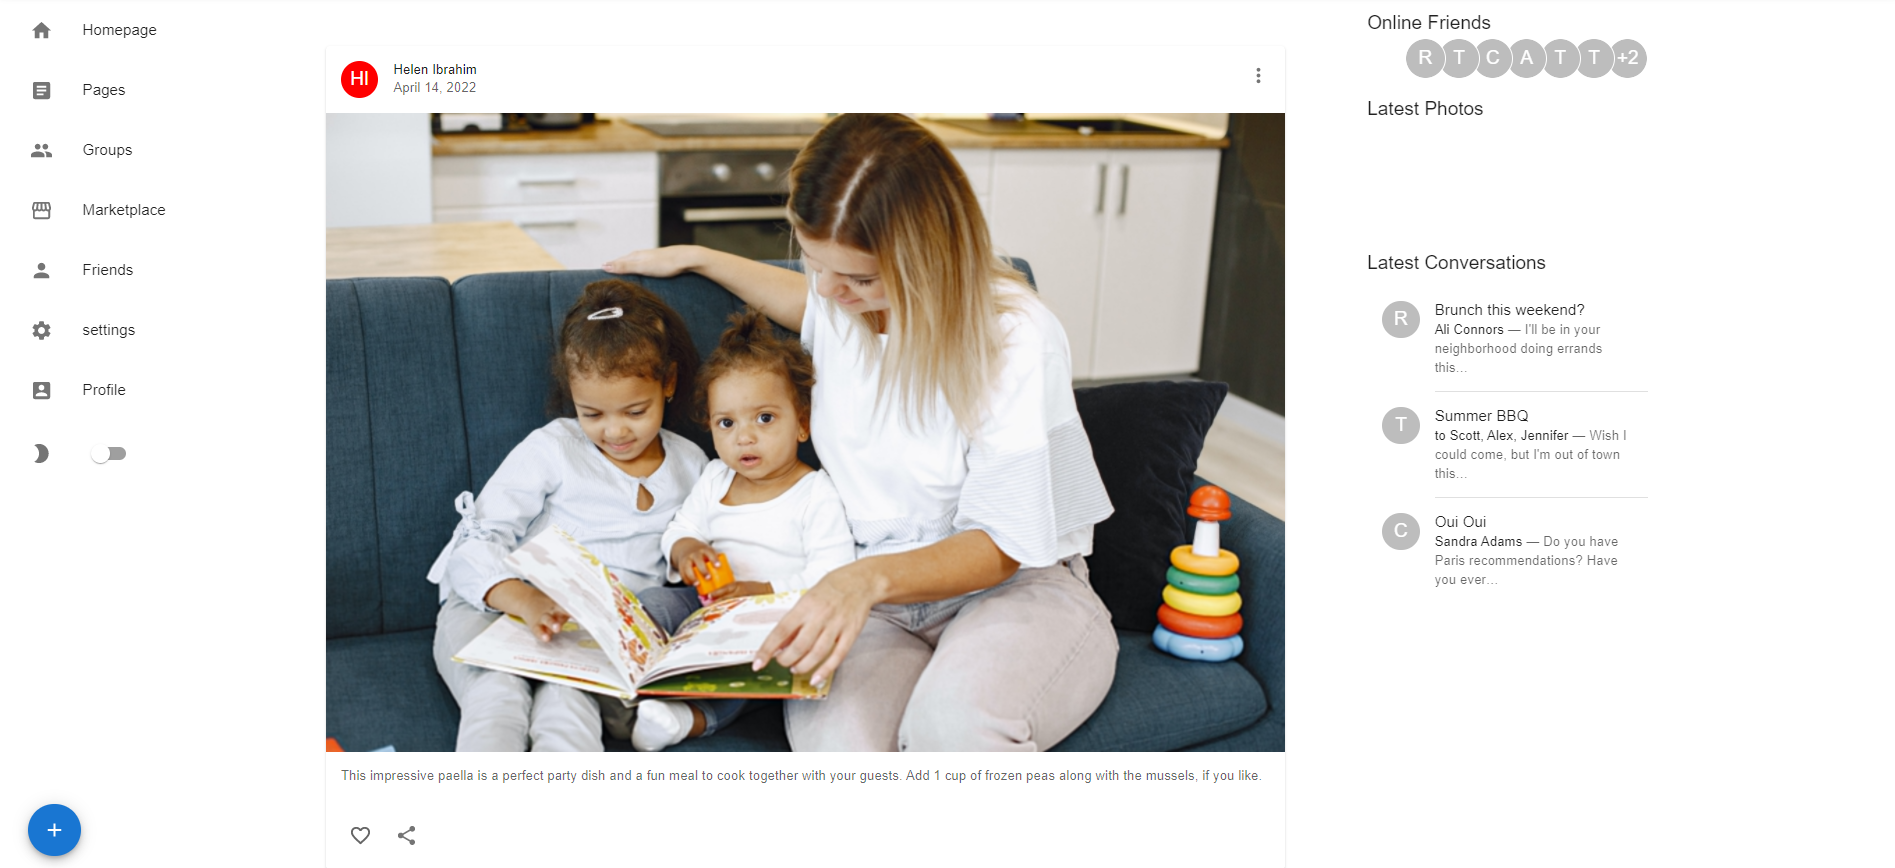 Homepage
Pages
Groups
Marketplace
Friends
settings
Profile
+
HI
Helen Ibrahim
April 14, 2022
This impressive paella is a perfect party dish and a fun meal to cook together with your guests. Add 1 cup of frozen peas along with the mussels, if you like.
Online Friends
R T C A T T +2
Latest Photos
Latest Conversations
R
Brunch this weekend?
Ali Connors — I'll be in your
neighborhood doing errands
this…
T
Summer BBQ
to Scott, Alex, Jennifer — Wish I
could come, but I'm out of town
this…
C
Oui Oui
Sandra Adams — Do you have
Paris recommendations? Have
you ever…